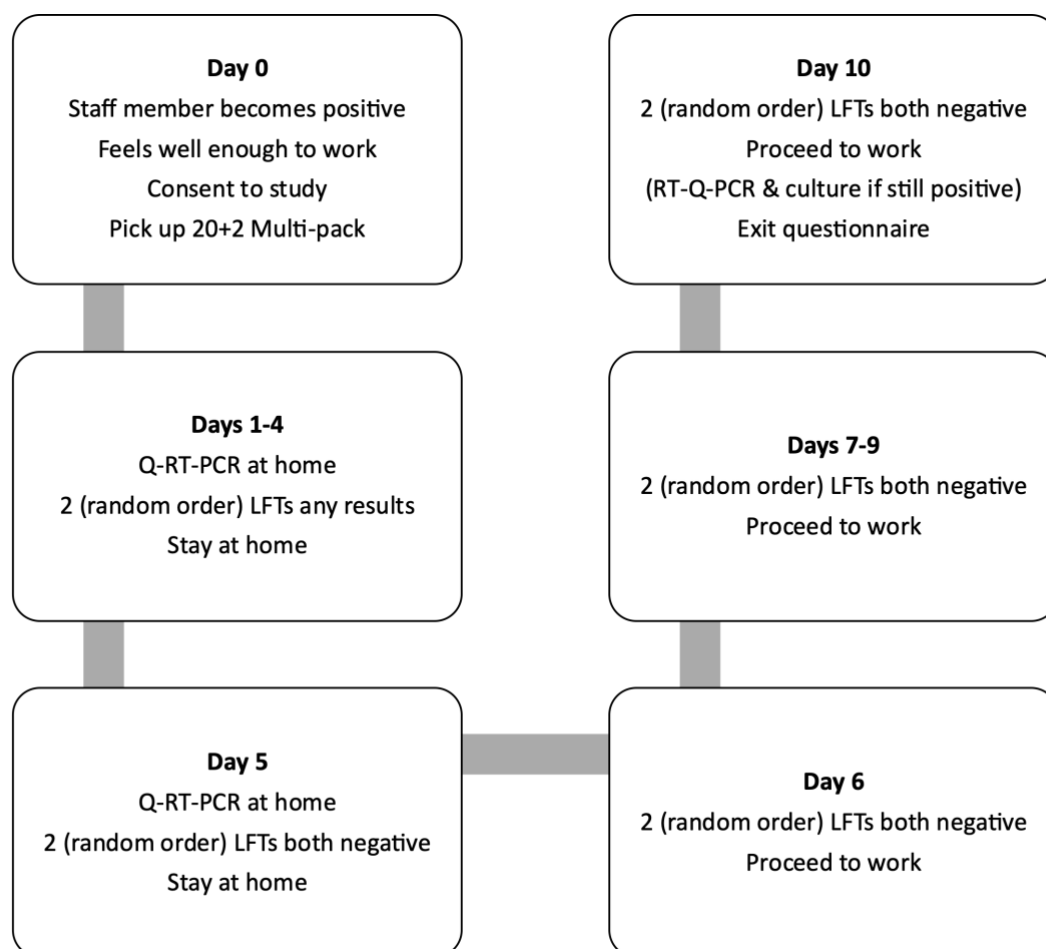 Day 0
Staff member becomes positive
Feels well enough to work
Consent to study
Pick up 20+2 Multi-pack
Days 1-4
Q-RT-PCR at home
2 (random order) LFTs any results
Stay at home
Day 5
Q-RT-PCR at home
2 (random order) LFTs both negative
Stay at home
Day 6
2 (random order) LFTs both negative
Proceed to work
Days 7-9
2 (random order) LFTs both negative
Proceed to work
Day 10
2 (random order) LFTs both negative
Proceed to work
(RT-Q-PCR & culture if still positive)
Exit questionnaire